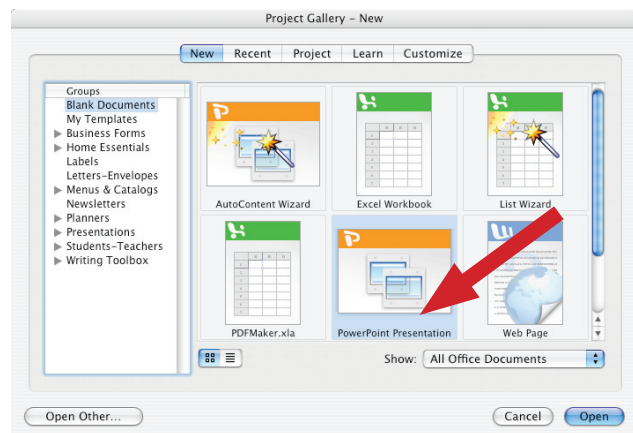 Project Gallery – New
New Recent Project Learn Customize
Groups
Blank Documents
My Templates
Business Forms
Home Essentials
Labels
Letters–Envelopes
Menus & Catalogs
Newsletters
Planners
Presentations
Students–Teachers
Writing Toolbox
AutoContent Wizard
Excel Workbook
List Wizard
PDFMaker.xla
PowerPoint Presentation
Web Page
Show: All Office Documents
Open Other...
Cancel
Open